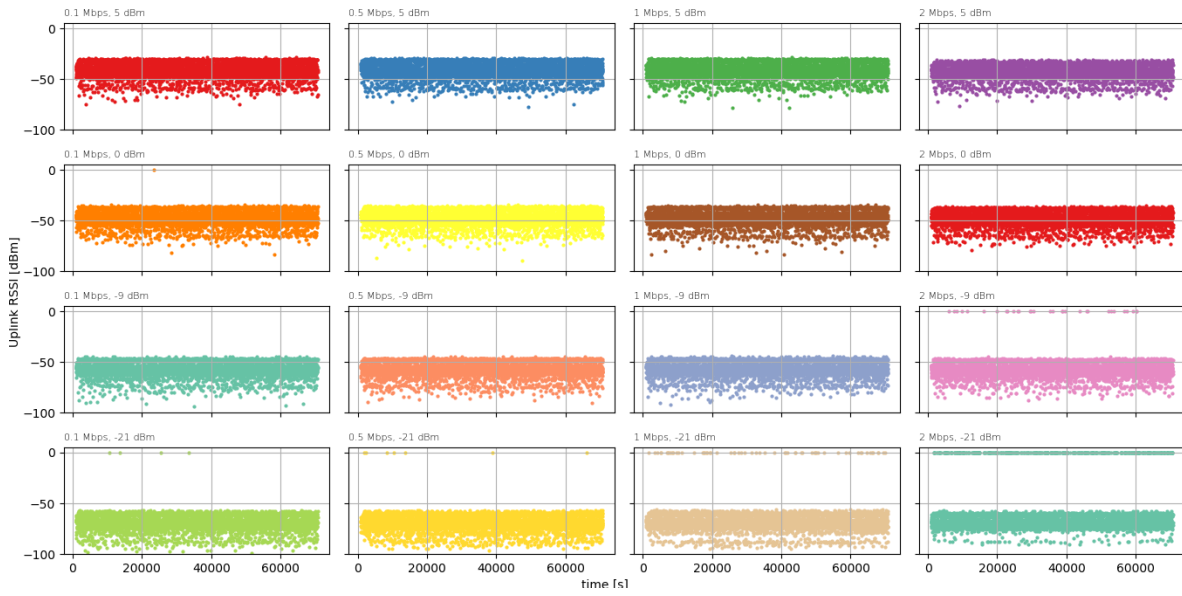 0.1 Mbps, 5 dBm
0.5 Mbps, 5 dBm
1 Mbps, 5 dBm
2 Mbps, 5 dBm
0
−50
−100
0.1 Mbps, 0 dBm
0.5 Mbps, 0 dBm
1 Mbps, 0 dBm
2 Mbps, 0 dBm
0
−50
−100
Uplink RSSI [dBm]
0.1 Mbps, -9 dBm
0.5 Mbps, -9 dBm
1 Mbps, -9 dBm
2 Mbps, -9 dBm
0
−50
−100
0.1 Mbps, -21 dBm
0.5 Mbps, -21 dBm
1 Mbps, -21 dBm
2 Mbps, -21 dBm
0
−50
−100
0 20000 40000 60000
0 20000 40000 60000
0 20000 40000 60000
0 20000 40000 60000
time [s]